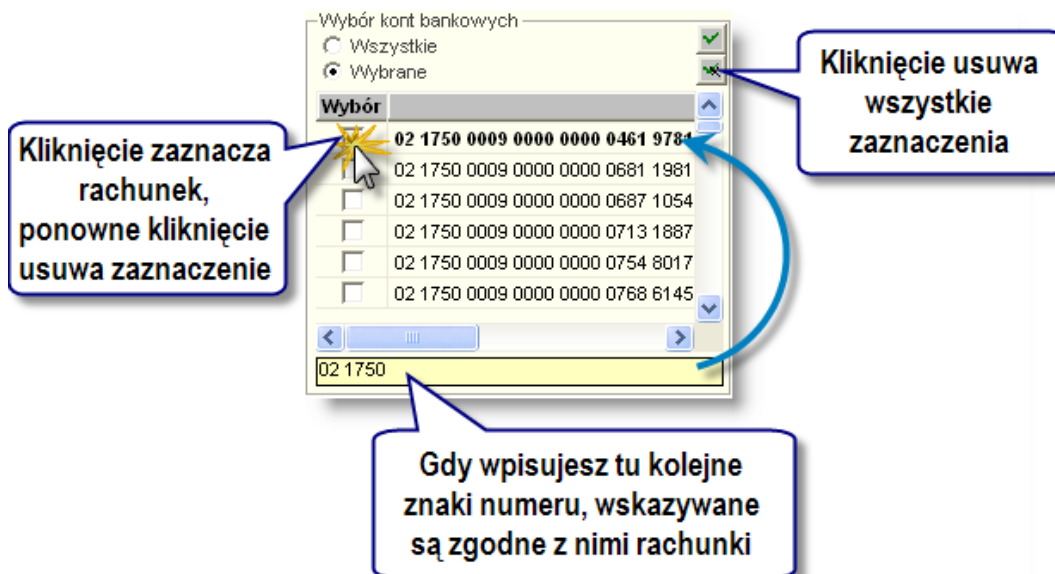 Wybór kont bankowych
Wszystkie
Wybrane
Wybór
02 1750 0009 0000 0000 0461 9781
02 1750 0009 0000 0000 0681 1981
02 1750 0009 0000 0000 0687 1054
02 1750 0009 0000 0000 0713 1887
02 1750 0009 0000 0000 0754 8017
02 1750 0009 0000 0000 0768 6145
02 1750
Kliknięcie zaznacza
rachunek,
ponowne kliknięcie
usuwa zaznaczenie
Kliknięcie usuwa
wszystkie
zaznaczenia
Gdy wpisujesz tu kolejne
znaki numeru, wskazywane
są zgodne z nimi rachunki